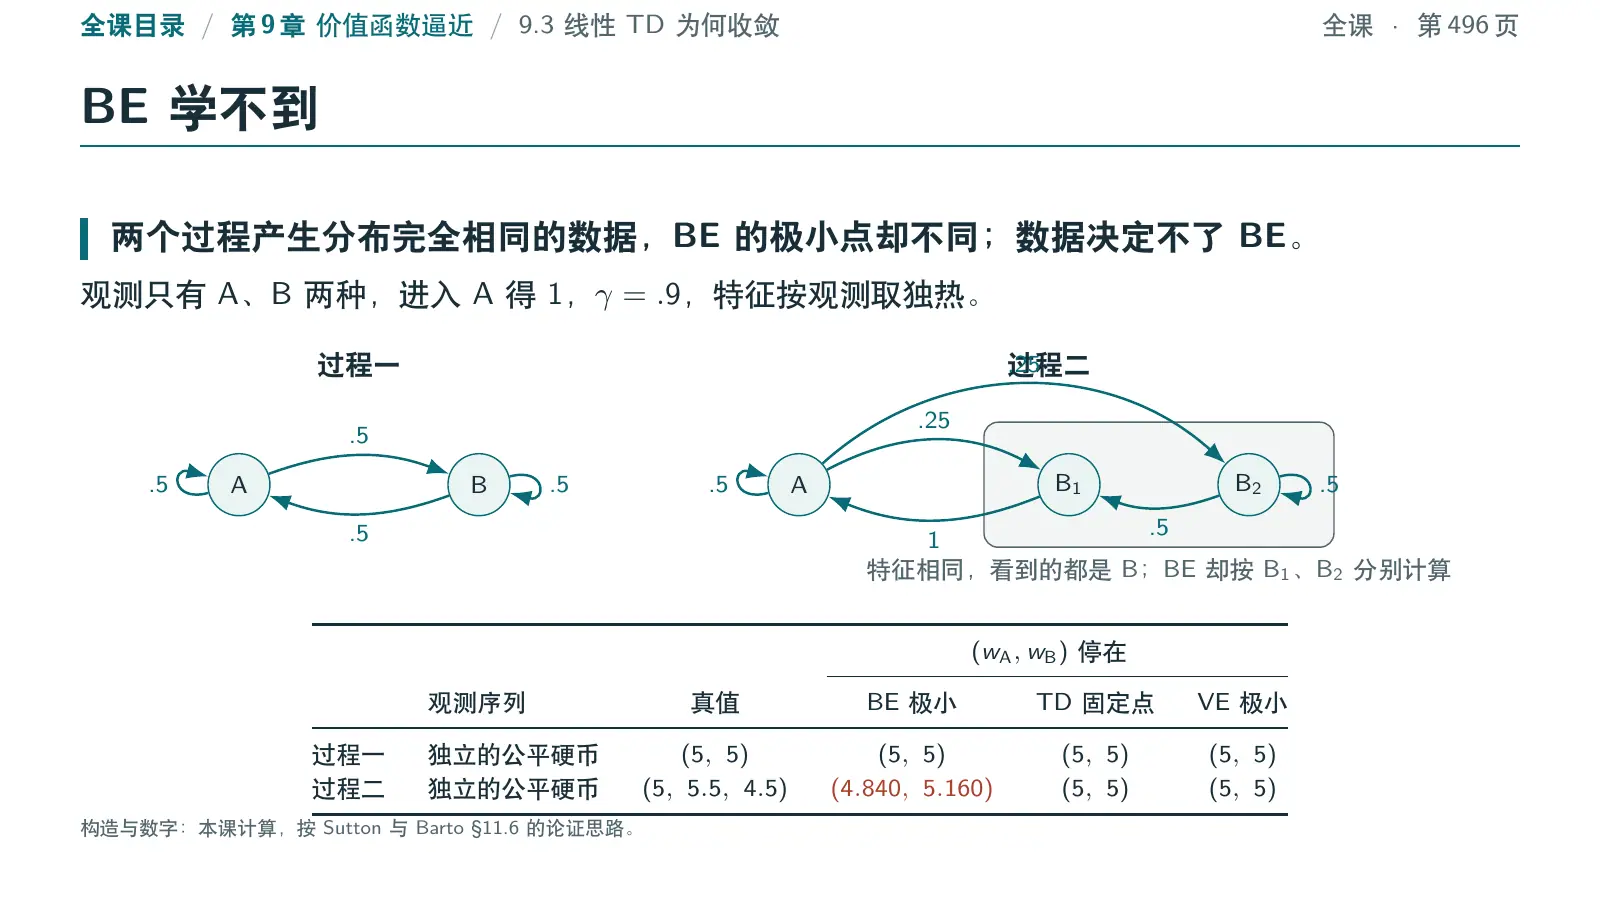 全课目录 / 第 9 章 价值函数逼近 / 9.3 线性 TD 为何收敛
全课 · 第 496 页
BE 学不到
两个过程产生分布完全相同的数据，BE 的极小点却不同；数据决定不了 BE。
观测只有 A、B 两种，进入 A 得 1，γ = .9，特征按观测取独热。
过程一
.5
.5
A
B
.5
.5
过程二
.25
.25
.5
A
B₁
B₂
.5
.5
1
特征相同，看到的都是 B；BE 却按 B₁、B₂ 分别计算
(w_A, w_B) 停在
观测序列 真值 BE 极小 TD 固定点 VE 极小
过程一 独立的公平硬币 (5, 5) (5, 5) (5, 5) (5, 5)
过程二 独立的公平硬币 (5, 5.5, 4.5) (4.840, 5.160) (5, 5) (5, 5)
构造与数字：本课计算，按 Sutton 与 Barto §11.6 的论证思路。